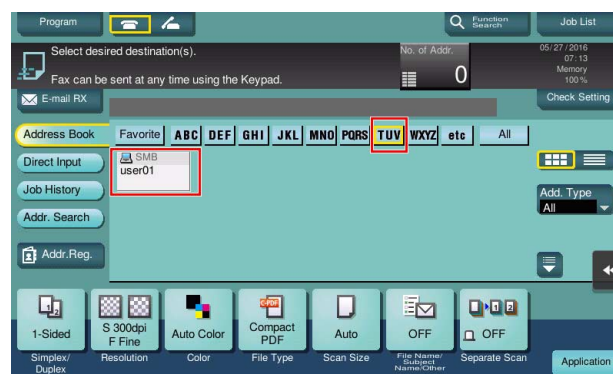 Program
Function
Search
Job List
Select desired destination(s).
Fax can be sent at any time using the Keypad.
No. of Addr.
0
05/27/2016
07:13
Memory
100%
E-mail RX
Check Setting
Address Book
Favorite ABC DEF GHI JKL MNO PQRS TUV WXYZ etc All
Direct Input
SMB
user01
Job History
Add. Type
All
Addr. Search
Addr.Reg.
1-Sided
S 300dpi
F Fine
Auto Color
Compact
PDF
Auto
OFF
OFF
Simplex/
Duplex
Resolution
Color
File Type
Scan Size
File Name/
Subject
Name/Other
Separate Scan
Application